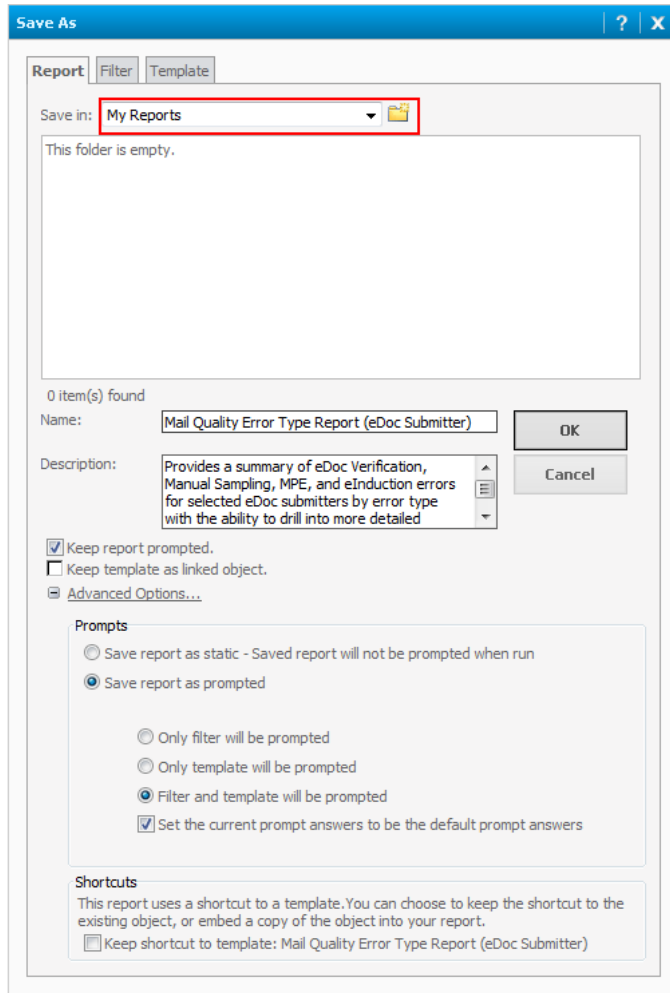 Save As
?
X
Report
Filter
Template
Save in:
My Reports
This folder is empty.
0 item(s) found
Name:
Mail Quality Error Type Report (eDoc Submitter)
OK
Description:
Provides a summary of eDoc Verification,
Manual Sampling, MPE, and eInduction errors
for selected eDoc submitters by error type
with the ability to drill into more detailed
Cancel
Keep report prompted.
Keep template as linked object.
Advanced Options...
Prompts
Save report as static - Saved report will not be prompted when run
Save report as prompted
Only filter will be prompted
Only template will be prompted
Filter and template will be prompted
Set the current prompt answers to be the default prompt answers
Shortcuts
This report uses a shortcut to a template.You can choose to keep the shortcut to the
existing object, or embed a copy of the object into your report.
Keep shortcut to template: Mail Quality Error Type Report (eDoc Submitter)